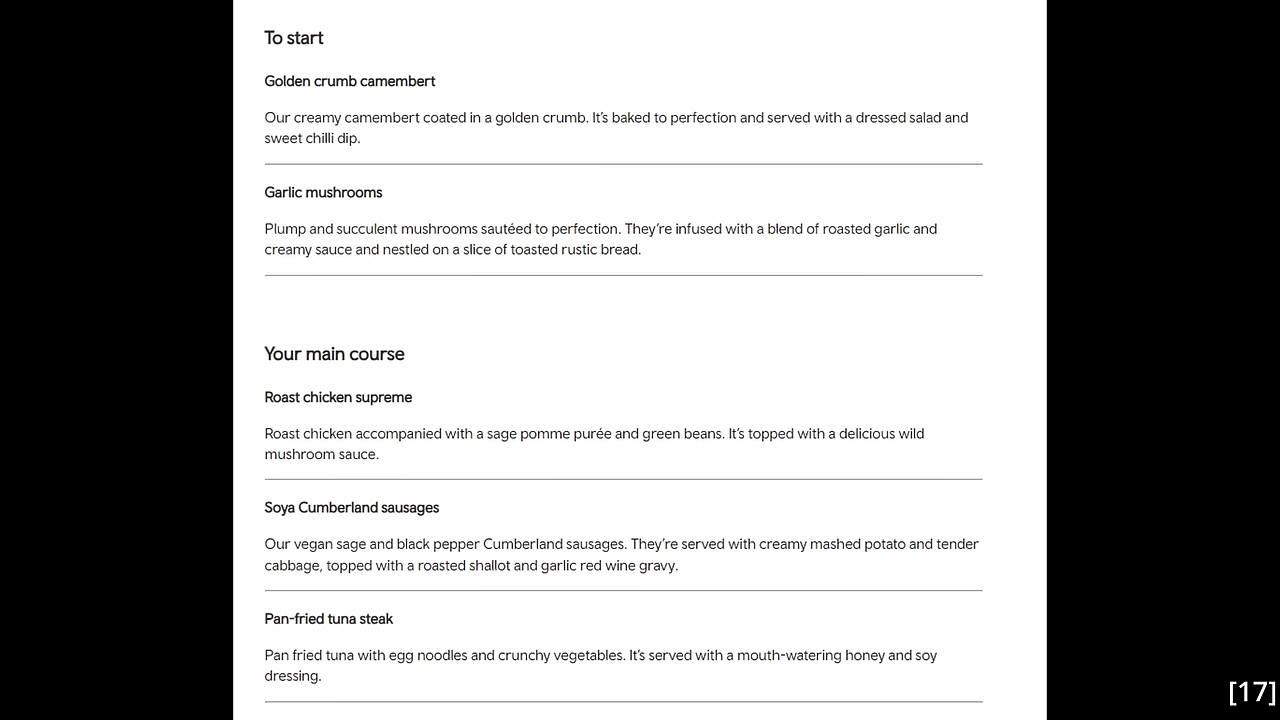 To start
Golden crumb camembert
Our creamy camembert coated in a golden crumb. It's baked to perfection and served with a dressed salad and
sweet chilli dip.
Garlic mushrooms
Plump and succulent mushrooms sautéed to perfection. They're infused with a blend of roasted garlic and
creamy sauce and nestled on a slice of toasted rustic bread.
Your main course
Roast chicken supreme
Roast chicken accompanied with a sage pomme purée and green beans. It's topped with a delicious wild
mushroom sauce.
Soya Cumberland sausages
Our vegan sage and black pepper Cumberland sausages. They're served with creamy mashed potato and tender
cabbage, topped with a roasted shallot and garlic red wine gravy.
Pan-fried tuna steak
Pan fried tuna with egg noodles and crunchy vegetables. It's served with a mouth-watering honey and soy
dressing.
[17]